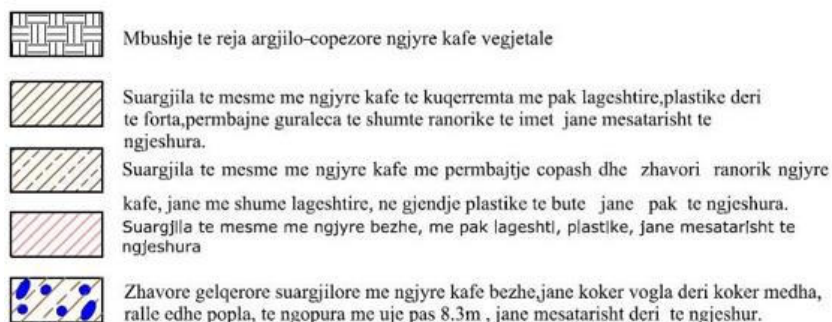 Mbushje te reja argjilo-copezore ngjyre kafe vegjetale
Suargjila te mesme me ngjyre kafe te kuqerremta me pak lageshtire,plastike deri
te forta,permbajne guraleca te shumte ranorike te imet jane mesatarisht te
ngjeshura.
Suargjila te mesme me ngjyre kafe me permbajtje copash dhe zhavori ranorik ngjyre
kafe, jane me shume lageshtire, ne gjendje plastike te bute jane pak te ngjeshura.
Suargjila te mesme me ngjyre bezhe, me pak lageshti, plastike, jane mesatarisht te
ngjeshura
Zhavore gelqerore suargjilore me ngjyre kafe bezhe,jane koker vogla deri koker medha,
ralle edhe popla, te ngopura me uje pas 8.3m , jane mesatarisht deri te ngjeshur.